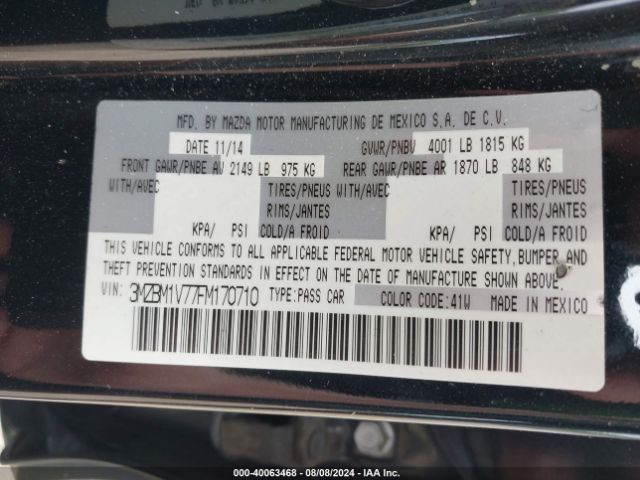 MFD. BY MAZDA MOTOR MANUFACTURING DE MEXICO S.A. DE C.V.
DATE 11/14 GVWR/PNBV 4001 LB 1815 KG
FRONT GAWR/PNBE AV 2149 LB 975 KG REAR GAWR/PNBE AR 1870 LB 848 KG
WITH/AVEC TIRES/PNEUS WITH/AVEC TIRES/PNEUS
RIMS/JANTES RIMS/JANTES
KPA/ PSI COLD/A FROID KPA/ PSI COLD/A FROID
THIS VEHICLE CONFORMS TO ALL APPLICABLE FEDERAL MOTOR VEHICLE SAFETY,BUMPER AND
THEFT PREVENTION STANDARDS IN EFFECT ON THE DATE OF MANUFACTURE SHOWN ABOVE.
VIN: 3MZBM1V77FM170710 TYPE:PASS CAR COLOR CODE:41W MADE IN MEXICO
000-40063468 - 08/08/2024 - IAA Inc.